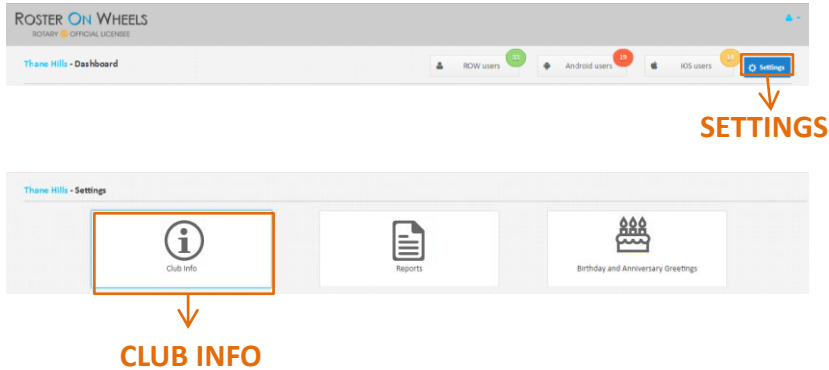 ROSTER ON WHEELS
ROTARY OFFICIAL LICENSEE
Thane Hills - Dashboard
ROW users
Android users 19
iOS users
Settings
SETTINGS
Thane Hills - Settings
Club Info
Reports
Birthday and Anniversary Greetings
CLUB INFO